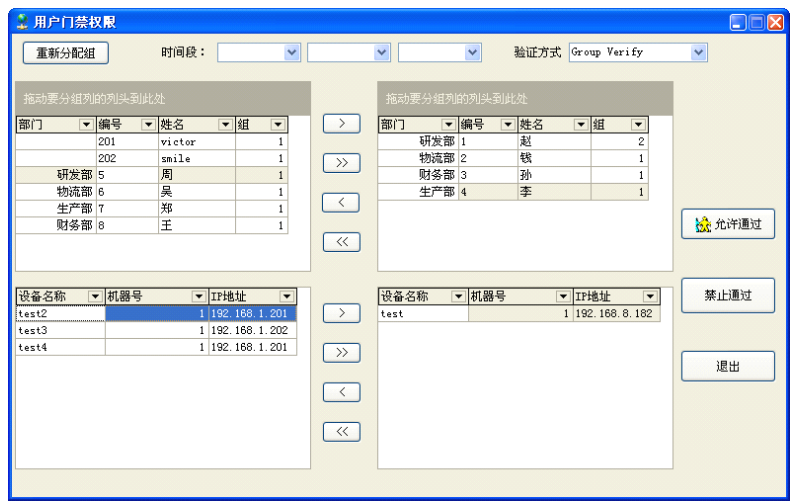 用户门禁权限
重新分配组 时间段： 验证方式 Group Verify
拖动要分组列的列头到此处 拖动要分组列的列头到此处
部门 编号 姓名 组 > 部门 编号 姓名 组
201 victor 1 研发部 1 赵 2
202 smile 1 >> 物流部 2 钱 1
研发部 5 周 1 财务部 3 孙 1
物流部 6 吴 1 < 生产部 4 李 1
生产部 7 郑 1
财务部 8 王 1 允许通过
<<
设备名称 机器号 IP地址 设备名称 机器号 IP地址 禁止通过
test2 1 192.168.1.201 > test 1 192.168.8.182
test3 1 192.168.1.202
test4 1 192.168.1.201 >>
退出
<
<<